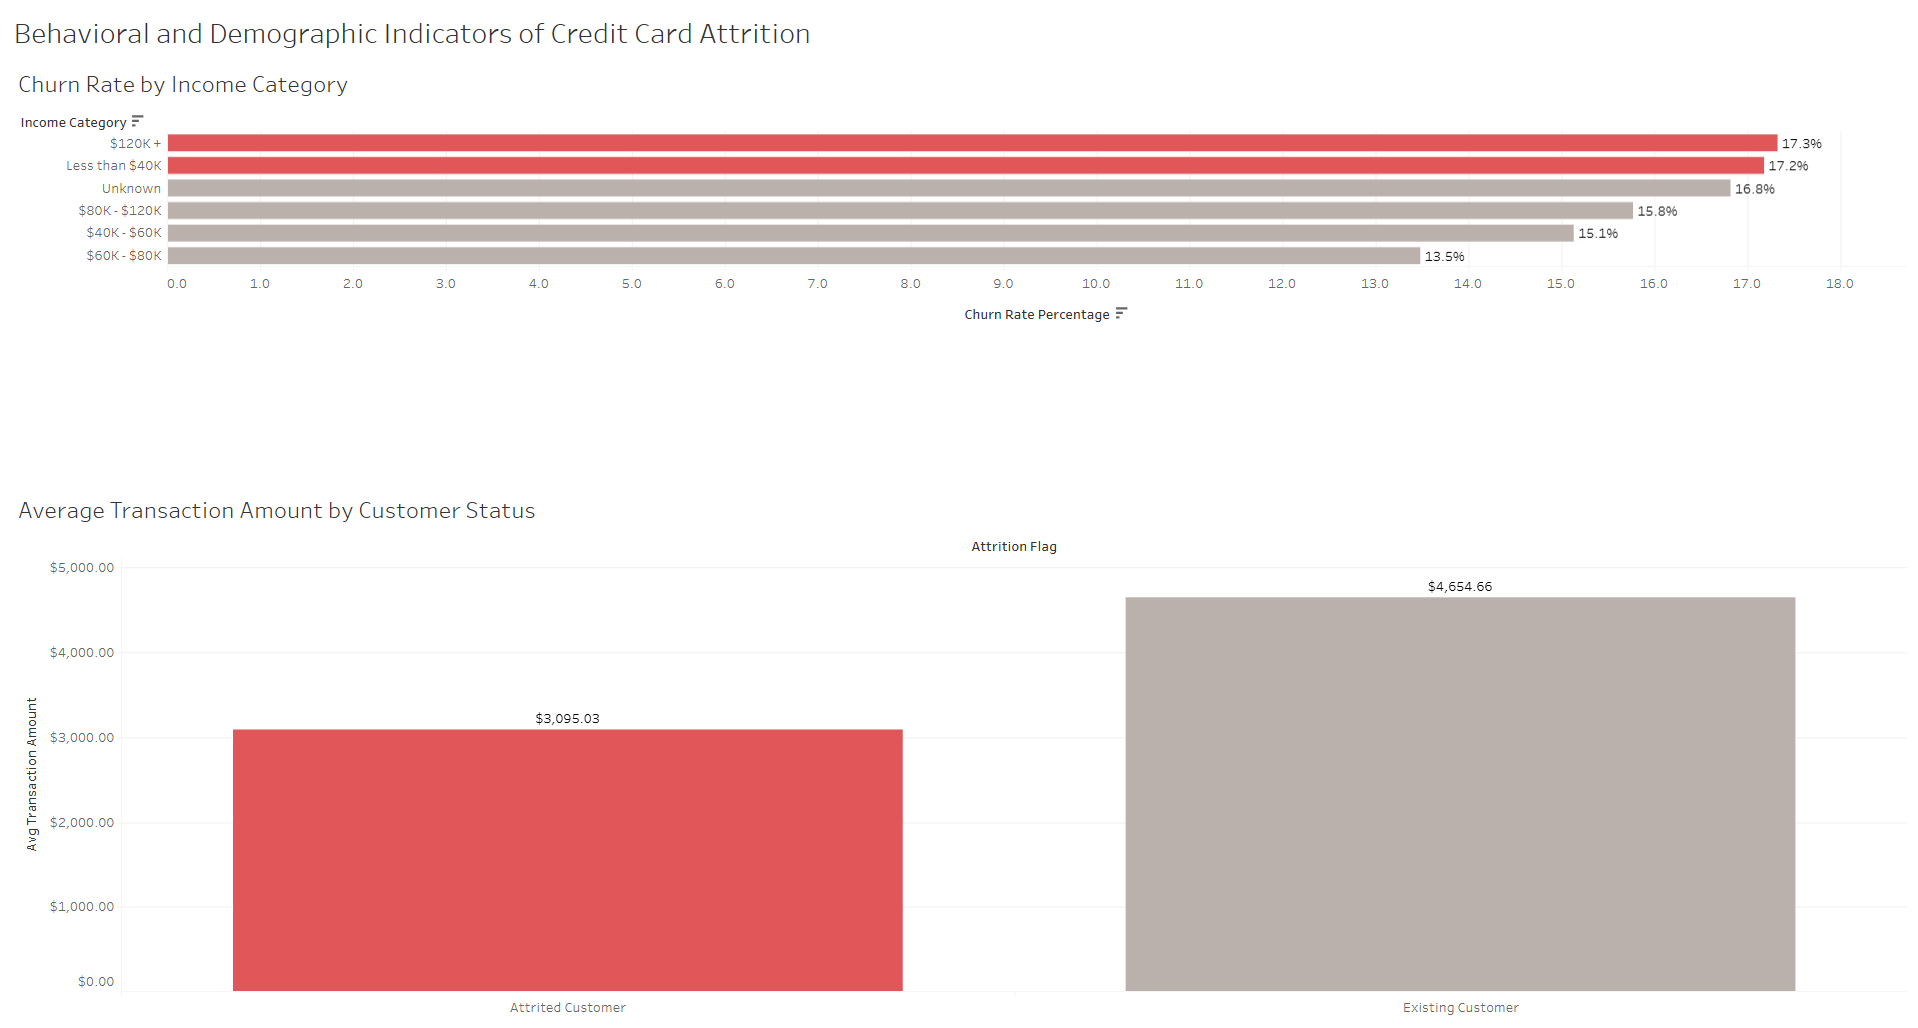 Behavioral and Demographic Indicators of Credit Card Attrition
Churn Rate by Income Category
Income Category
$120K +
17.3%
Less than $40K
17.2%
Unknown
16.8%
$80K - $120K
15.8%
$40K - $60K
15.1%
$60K - $80K
13.5%
0.0 1.0 2.0 3.0 4.0 5.0 6.0 7.0 8.0 9.0 10.0 11.0 12.0 13.0 14.0 15.0 16.0 17.0 18.0
Churn Rate Percentage
Average Transaction Amount by Customer Status
Attrition Flag
Avg Transaction Amount
$5,000.00
$4,000.00
$3,000.00
$2,000.00
$1,000.00
$0.00
$3,095.03
$4,654.66
Attrited Customer
Existing Customer